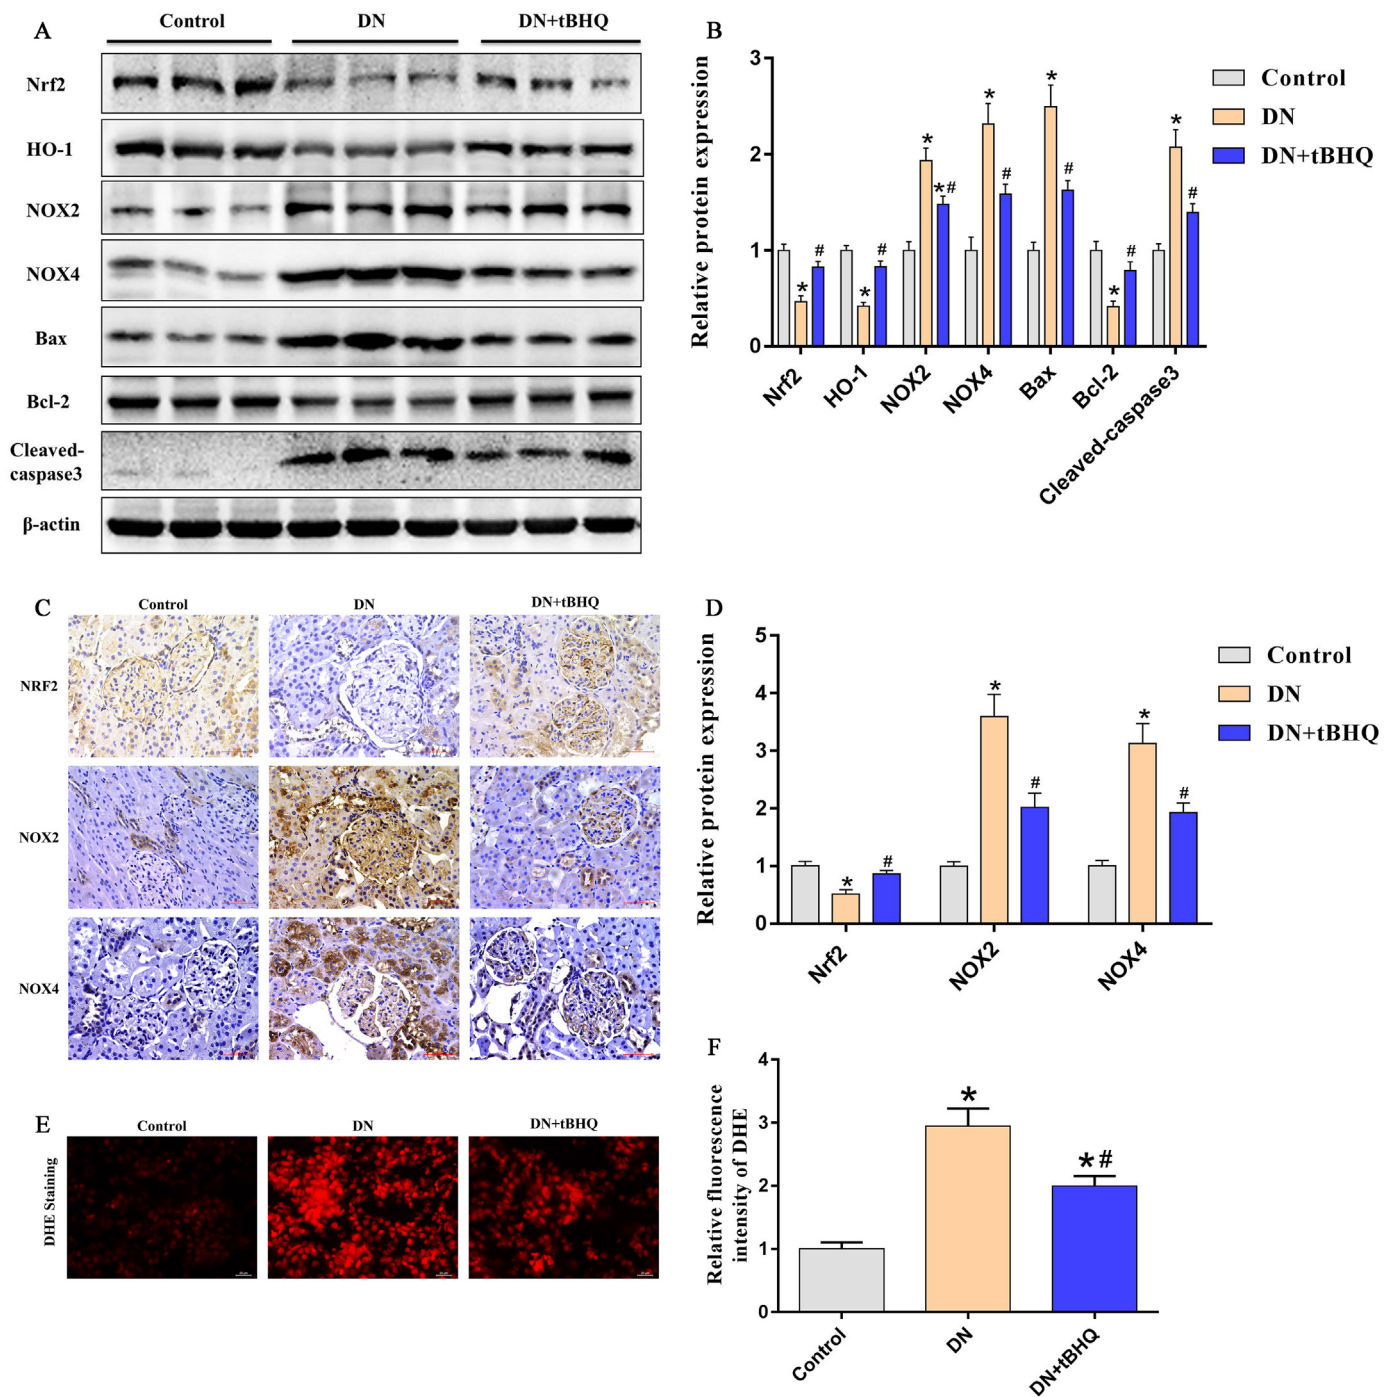 A
Control
DN
DN+tBHQ
Nrf2
HO-1
NOX2
NOX4
Bax
Bcl-2
Cleaved-
caspase3
β-actin
B
Relative protein expression
3
2
1
0
*
#
*
#
*
*#
*
#
*
#
*
#
*
#
Nrf2
HO-1
NOX2
NOX4
Bax
Bcl-2
Cleaved-caspase3
Control
DN
DN+tBHQ
C
Control
DN
DN+tBHQ
NRF2
NOX2
NOX4
D
Relative protein expression
5
4
3
2
1
0
*
#
*
#
*
#
Nrf2
NOX2
NOX4
Control
DN
DN+tBHQ
E
Control
DN
DN+tBHQ
DHE Staining
F
Relative fluorescence
intensity of DHE
4
3
2
1
0
*
*#
Control
DN
DN+tBHQ